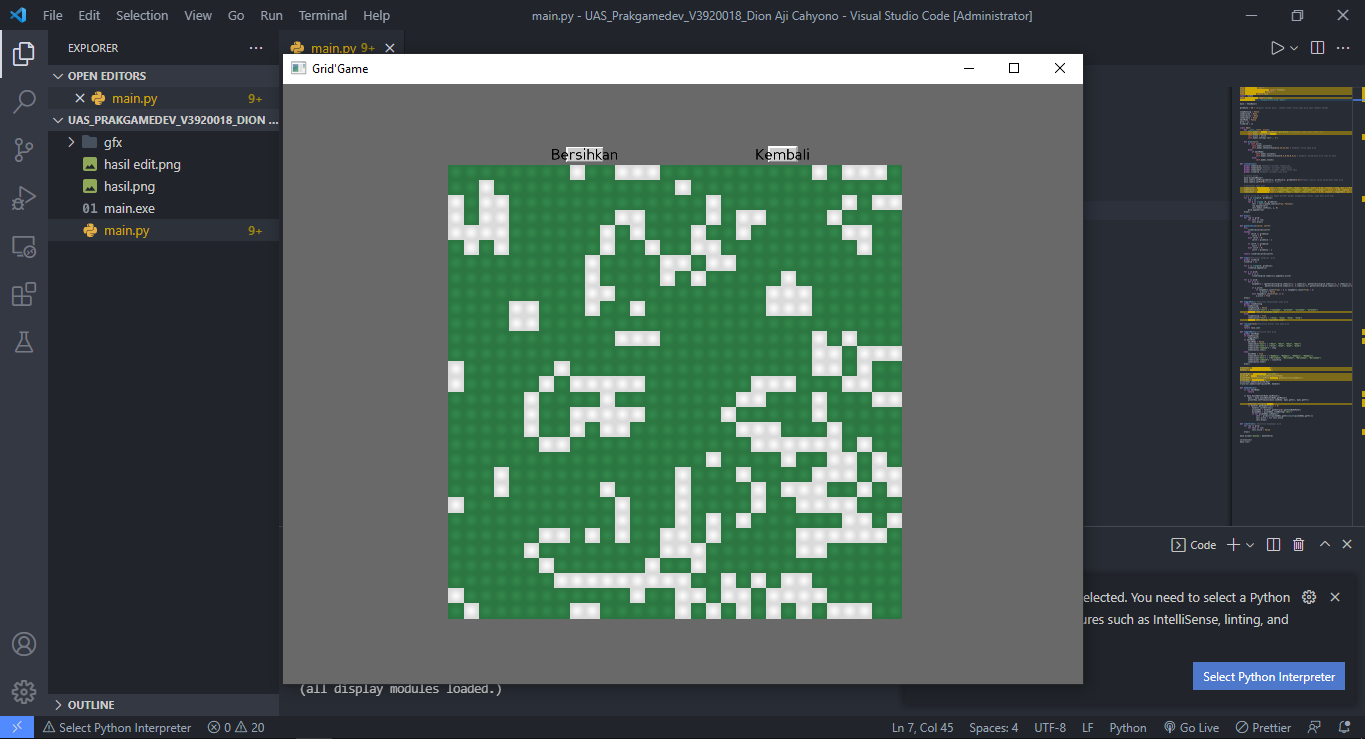 File Edit Selection View Go Run Terminal Help
main.py - UAS_Prakgamedev_V3920018_Dion Aji Cahyono - Visual Studio Code [Administrator]
EXPLORER
main.py 9+
OPEN EDITORS
main.py 9+
UAS_PRAKGAMEDEV_V3920018_DION ...
gfx
hasil edit.png
hasil.png
01 main.exe
main.py 9+
OUTLINE
Grid'Game
Bersihkan
Kembali
Code
elected. You need to select a Python
ures such as IntelliSense, linting, and
Select Python Interpreter
(all display modules loaded.)
Select Python Interpreter 0 20
Ln 7, Col 45 Spaces: 4 UTF-8 LF Python Go Live Prettier